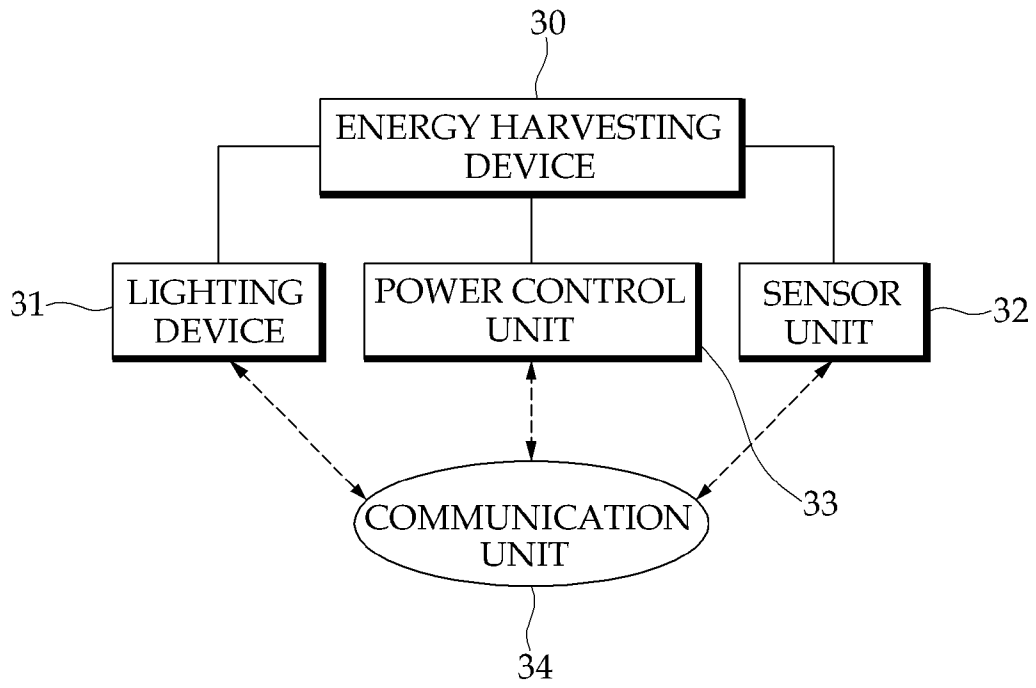 30
ENERGY HARVESTING
DEVICE
31
LIGHTING
DEVICE
POWER CONTROL
UNIT
SENSOR
UNIT
32
33
COMMUNICATION
UNIT
34